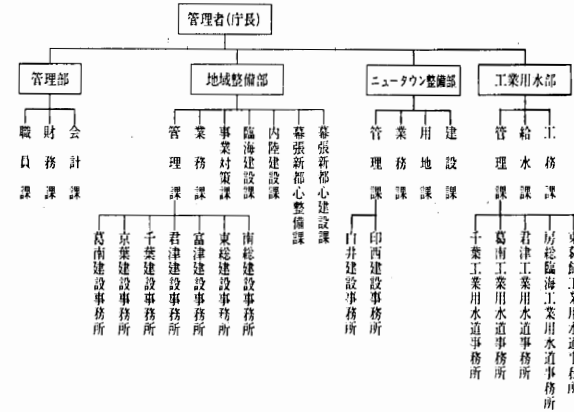 管理者(庁長)
管理部
地域整備部
ニュータウン整備部
工業用水部
職員課
財務課
会計課
管理課
業務課
事業対策課
臨海建設課
内陸建設課
幕張新都心整備課
幕張新都心建設課
管理課
業務課
用地課
建設課
管理課
給水課
工務課
葛南建設事務所
京葉建設事務所
千葉建設事務所
君津建設事務所
富津建設事務所
東総建設事務所
南総建設事務所
白井建設事務所
印西建設事務所
千葉工業用水道事務所
葛南工業用水道事務所
君津工業用水道事務所
房総臨海工業用水道事務所